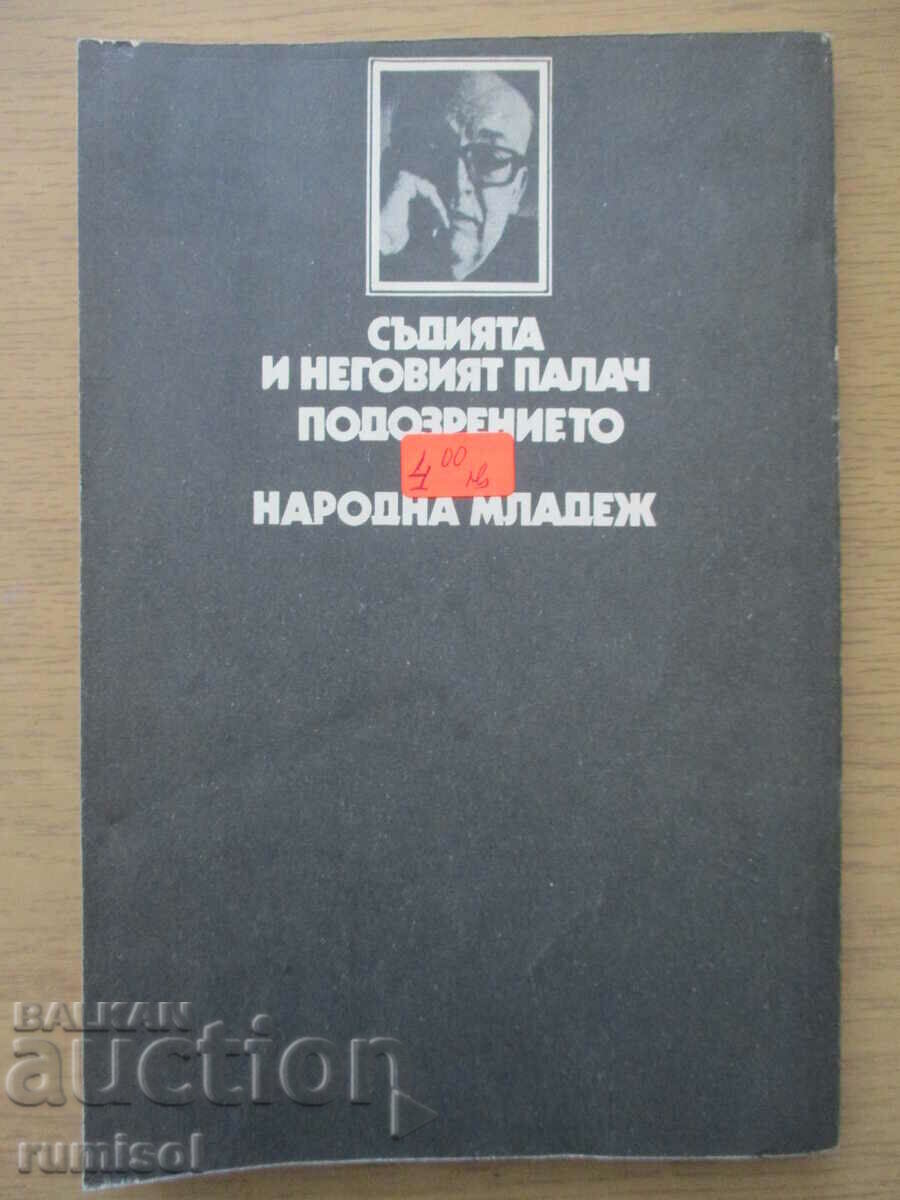 СЪДИЯТА
И НЕГОВИЯТ ПАЛАЧ
ПОДОЗРЕНИЕТО
4 00 лв
НАРОДНА МЛАДЕЖ
BALKAN
auction
rumisol